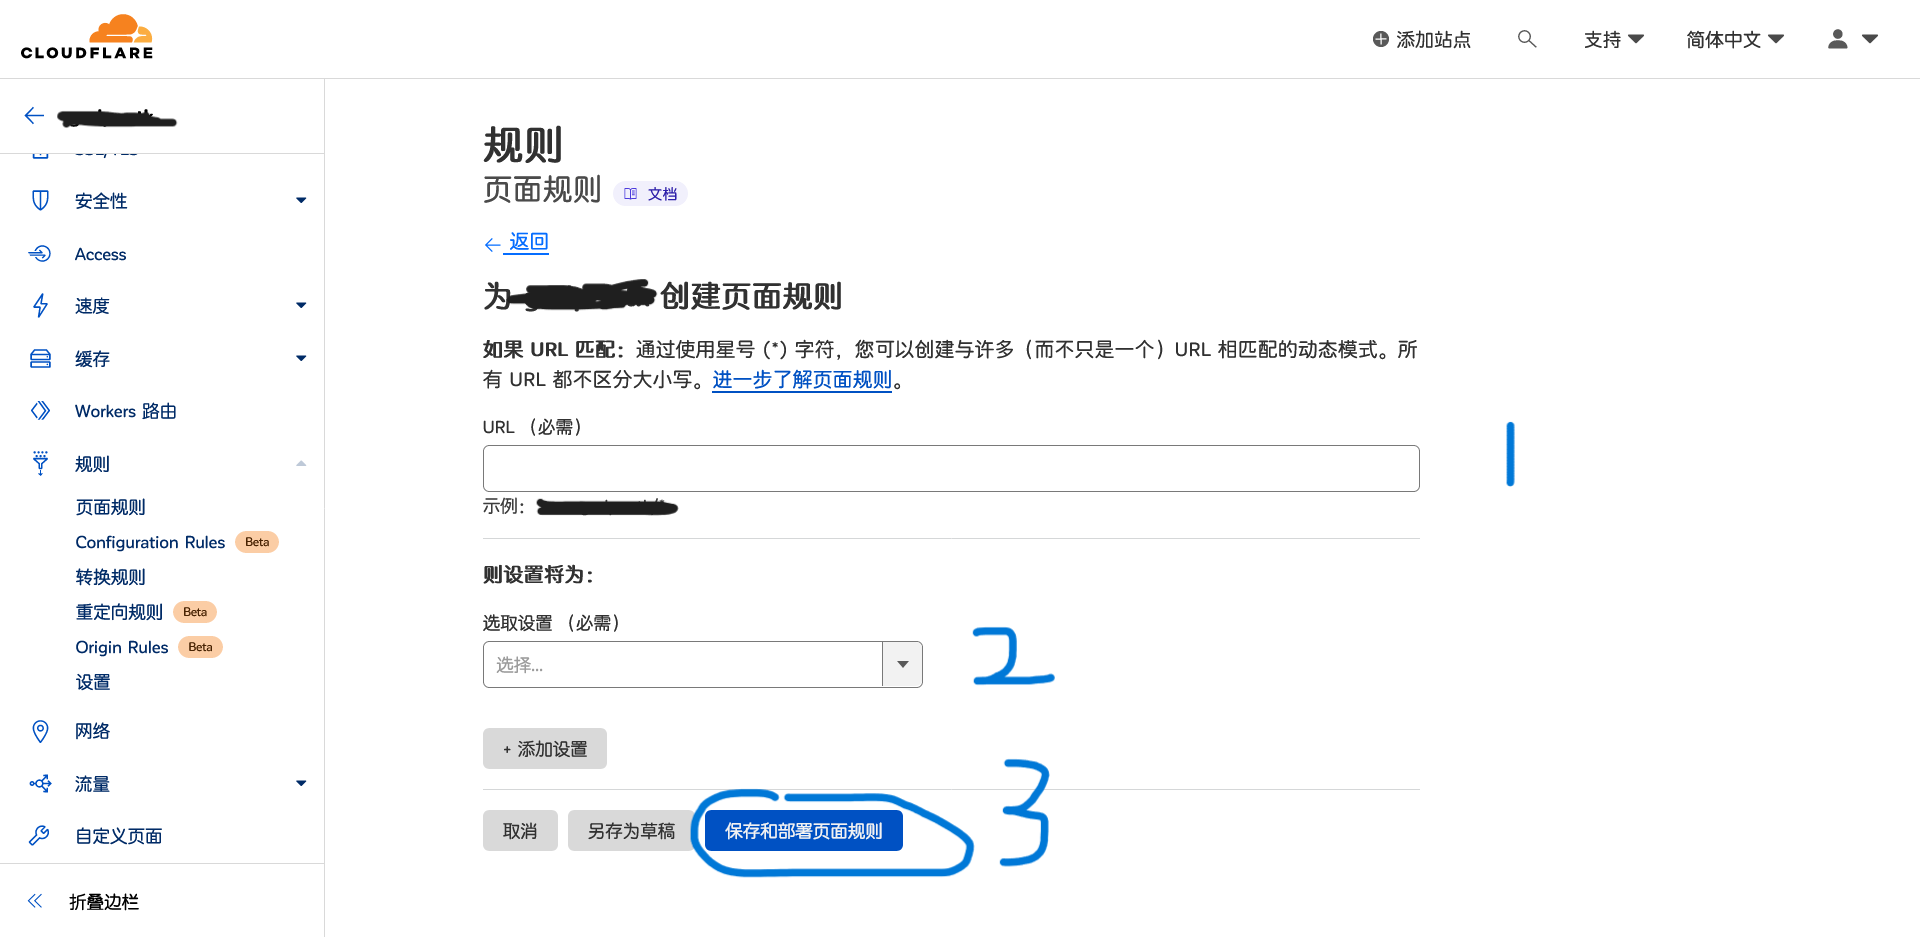 CLOUDFLARE
添加站点
支持
简体中文
安全性
Access
速度
缓存
Workers 路由
规则
页面规则
Configuration Rules Beta
转换规则
重定向规则 Beta
Origin Rules Beta
设置
网络
流量
自定义页面
折叠边栏
规则
页面规则 文档
返回
为 创建页面规则
如果 URL 匹配：通过使用星号 (*) 字符，您可以创建与许多（而不只是一个）URL 相匹配的动态模式。所
有 URL 都不区分大小写。进一步了解页面规则。
URL （必需）
1
示例：
则设置将为：
选取设置 （必需）
选择...
2
+ 添加设置
3
取消
另存为草稿
保存和部署页面规则